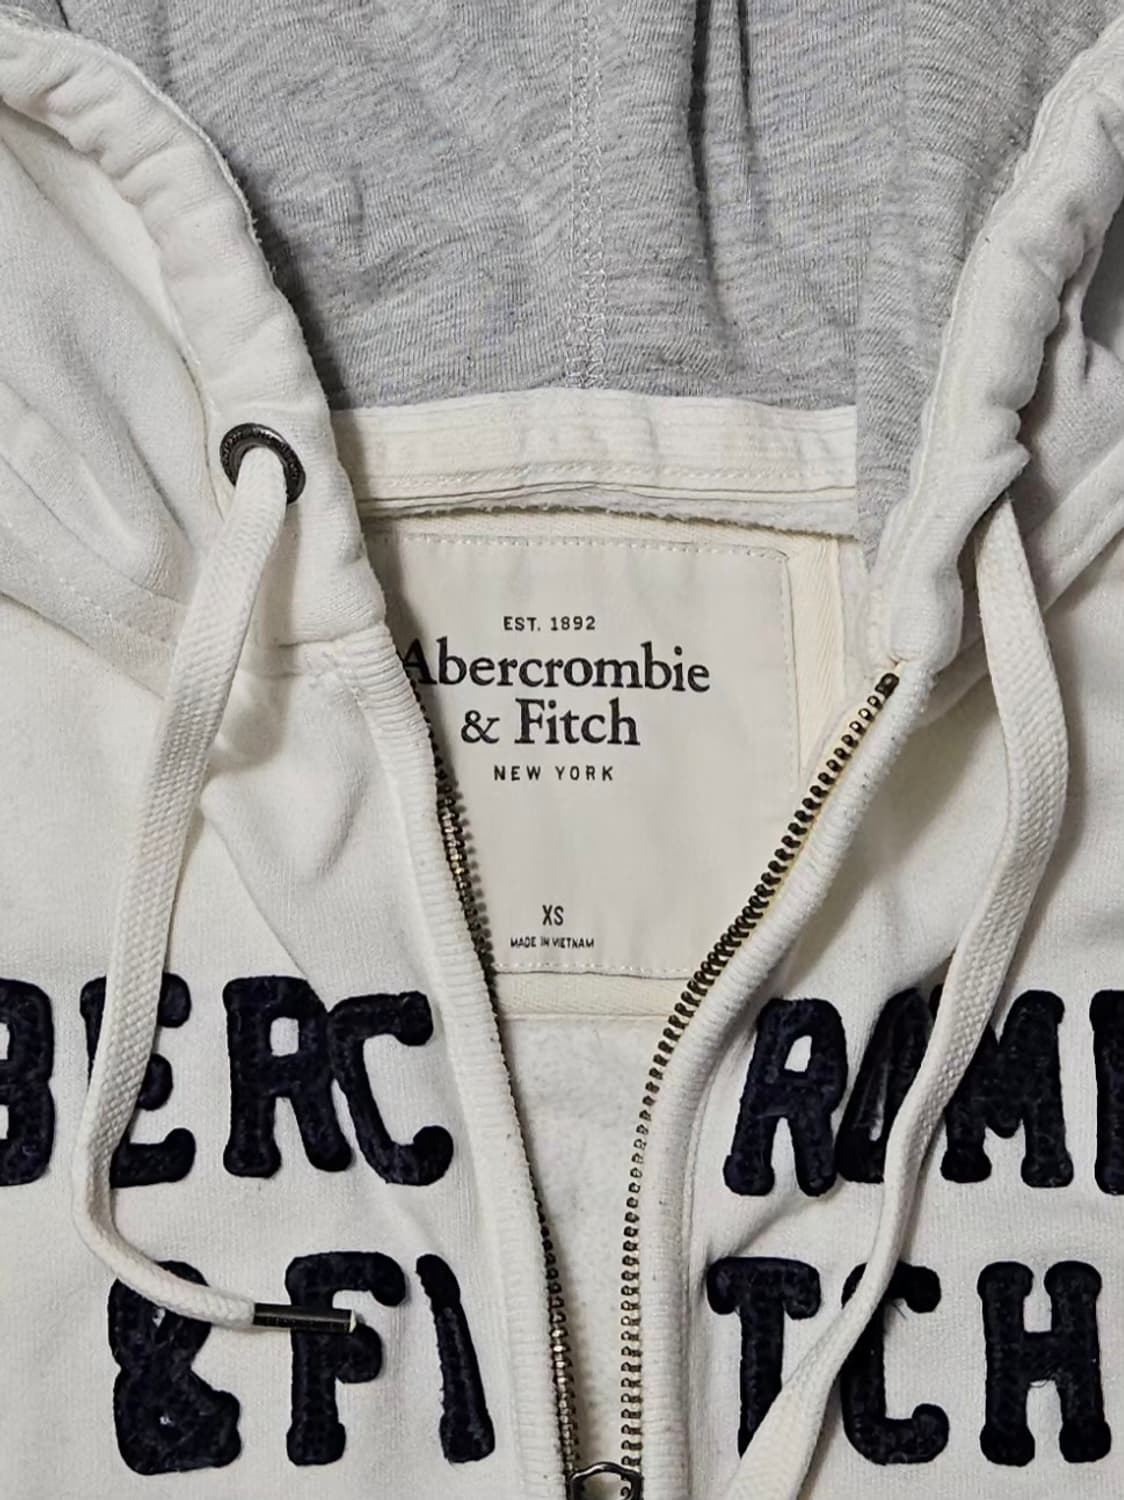 EST. 1892
Abercrombie
& Fitch
NEW YORK
XS
MADE IN VIETNAM
BERC ROMB
& FI TCH